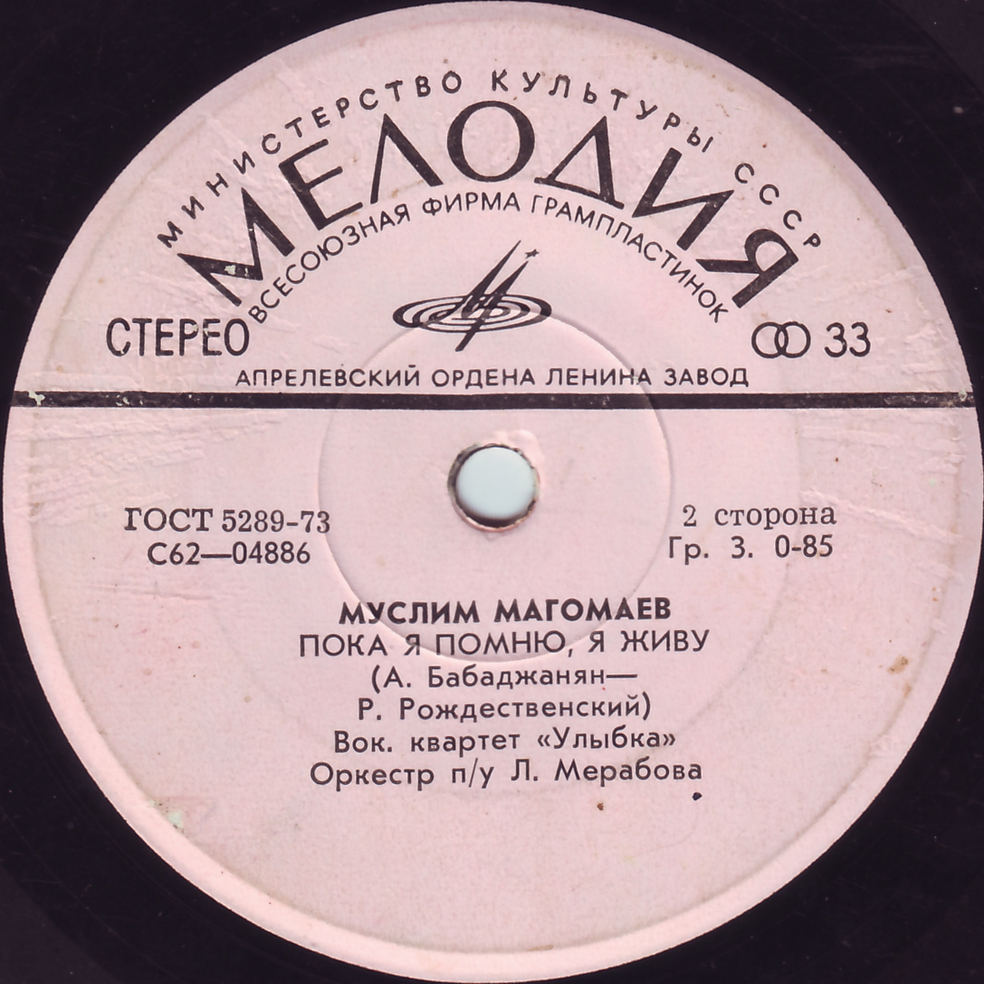 МИНИСТЕРСТВО КУЛЬТУРЫ СССР
МЕЛОДИЯ
ВСЕСОЮЗНАЯ ФИРМА ГРАМПЛАСТИНОК
СТЕРЕО
33
АПРЕЛЕВСКИЙ ОРДЕНА ЛЕНИНА ЗАВОД
ГОСТ 5289-73
С62—04886
2 сторона
Гр. 3. 0-85
МУСЛИМ МАГОМАЕВ
ПОКА Я ПОМНЮ, Я ЖИВУ
(А. Бабаджанян—
Р. Рождественский)
Вок. квартет «Улыбка»
Оркестр п/у Л. Мерабова